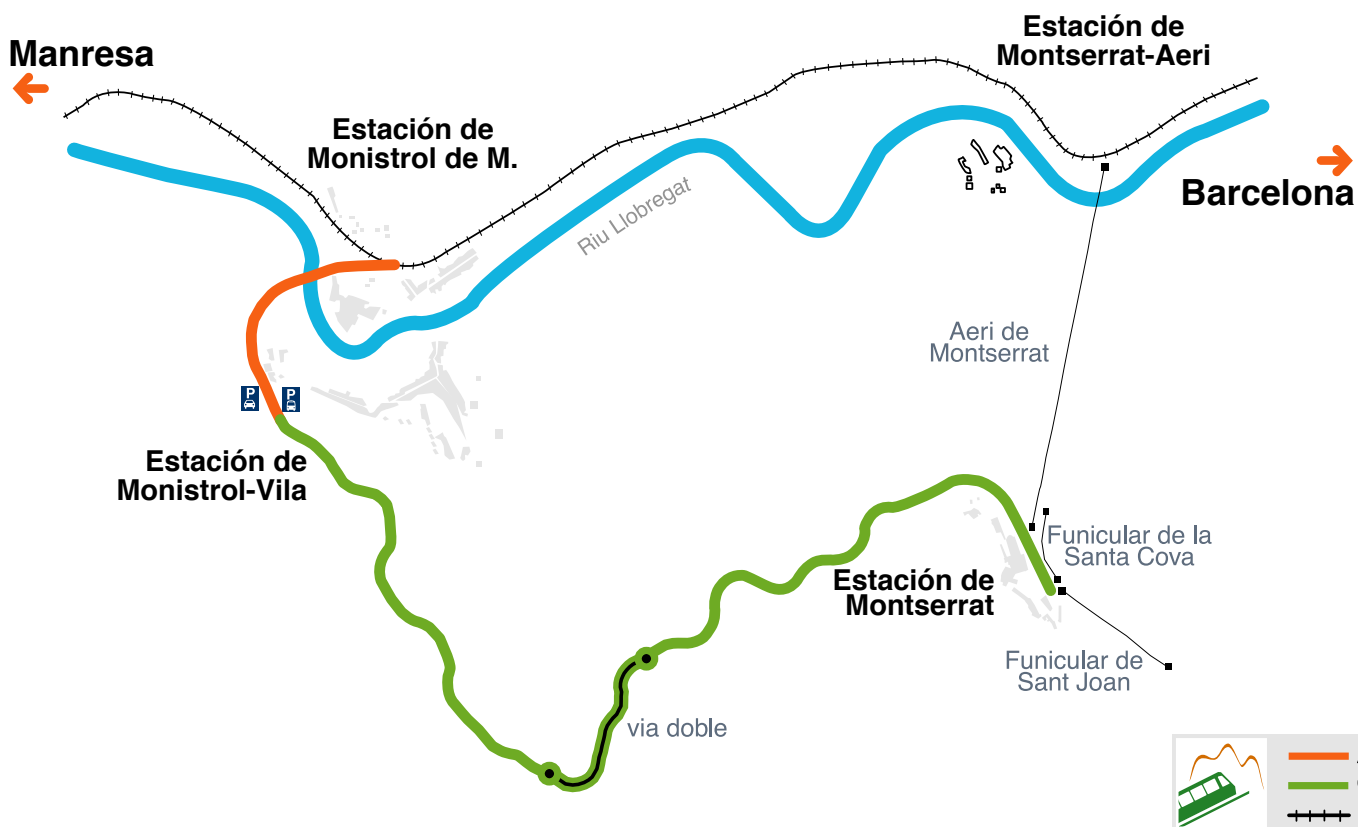 Manresa
Estación de
Montserrat-Aeri
Estación de
Monistrol de M.
Barcelona
Riu Llobregat
Aeri de
Montserrat
P
P
Estación de
Monistrol-Vila
Funicular de la
Santa Cova
Estación de
Montserrat
Funicular de
Sant Joan
via doble